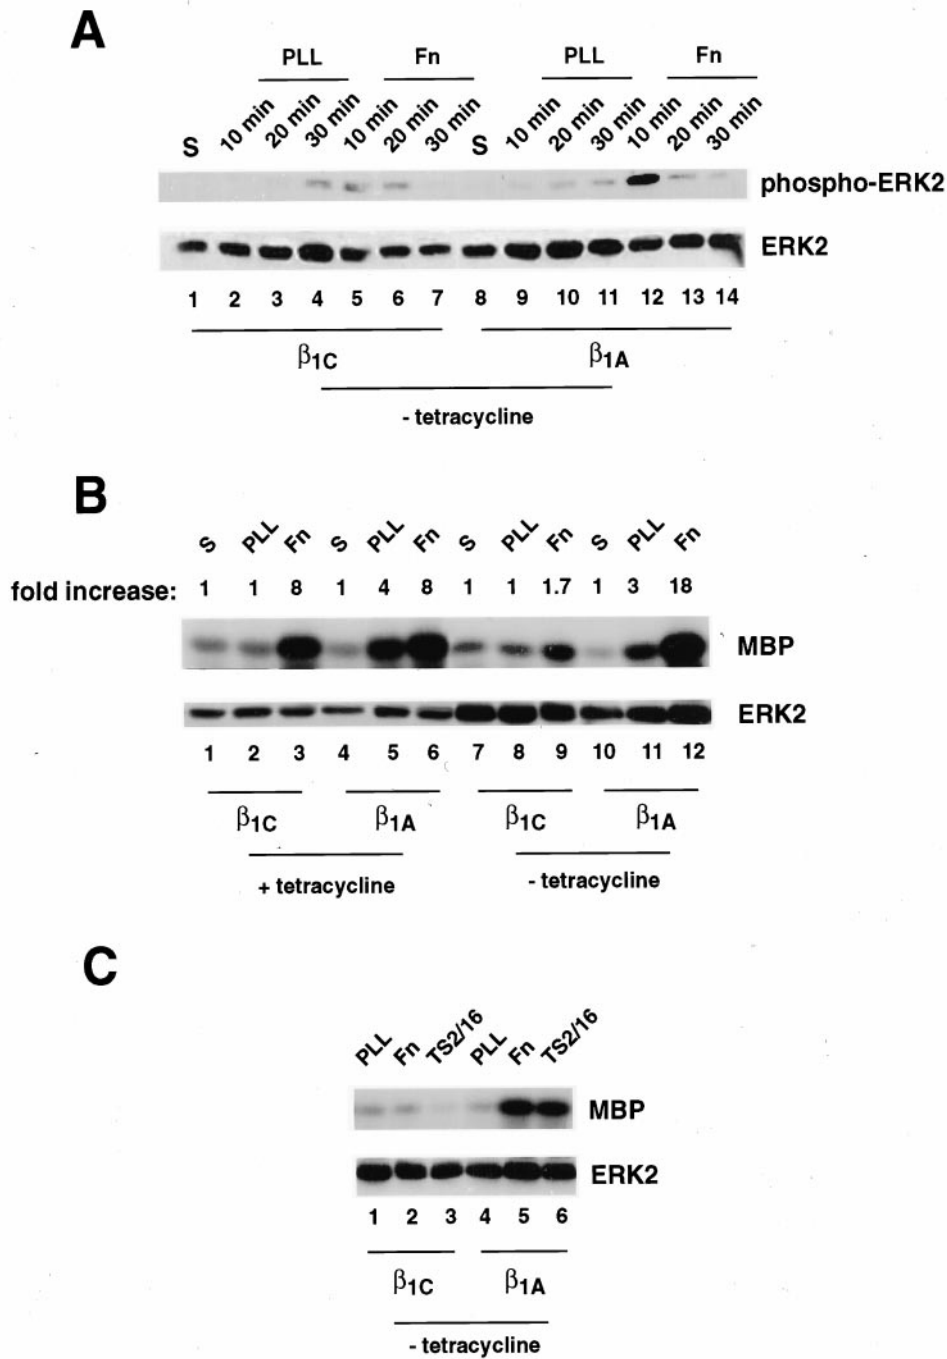 A
PLL Fn PLL Fn
S 10 min 20 min 30 min 10 min 20 min 30 min S 10 min 20 min 30 min 10 min 20 min 30 min
phospho-ERK2
ERK2
1 2 3 4 5 6 7 8 9 10 11 12 13 14
β1C β1A
- tetracycline
B
S PLL Fn S PLL Fn S PLL Fn S PLL Fn
fold increase: 1 1 8 1 4 8 1 1 1.7 1 3 18
MBP
ERK2
1 2 3 4 5 6 7 8 9 10 11 12
β1C β1A β1C β1A
+ tetracycline - tetracycline
C
PLL Fn TS2/16 PLL Fn TS2/16
MBP
ERK2
1 2 3 4 5 6
β1C β1A
- tetracycline